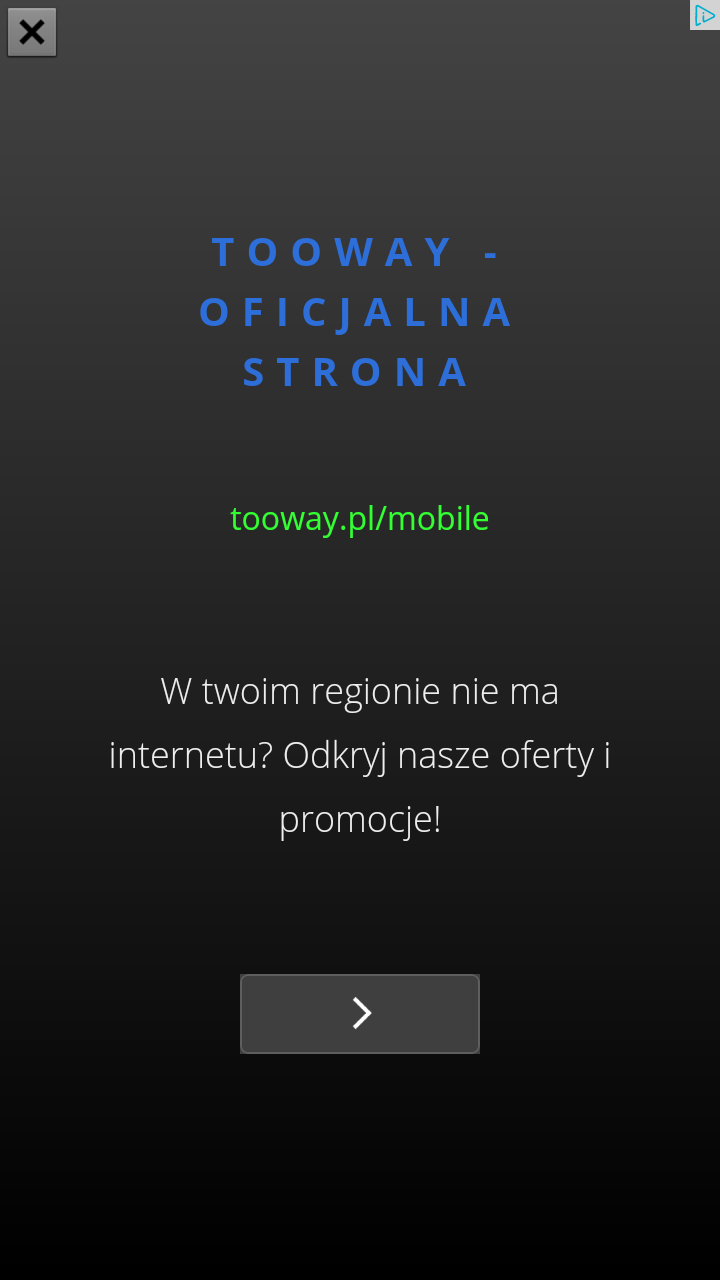 TOOWAY -
OFICJALNA
STRONA
tooway.pl/mobile
W twoim regionie nie ma
internetu? Odkryj nasze oferty i
promocje!